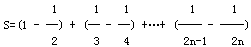 S=(1 - 1/2) + (1/3 - 1/4) +…+ (1/2n-1 - 1/2n)